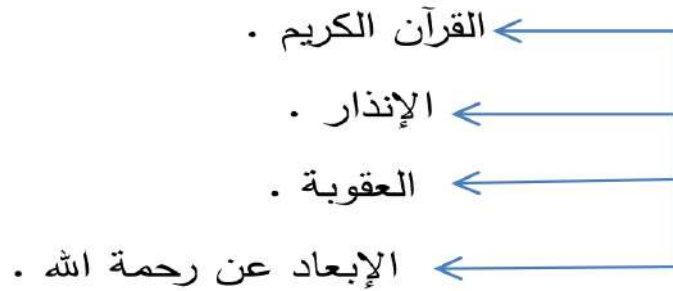 القرآن الكريم .
الإنذار .
العقوبة .
الإبعاد عن رحمة الله .